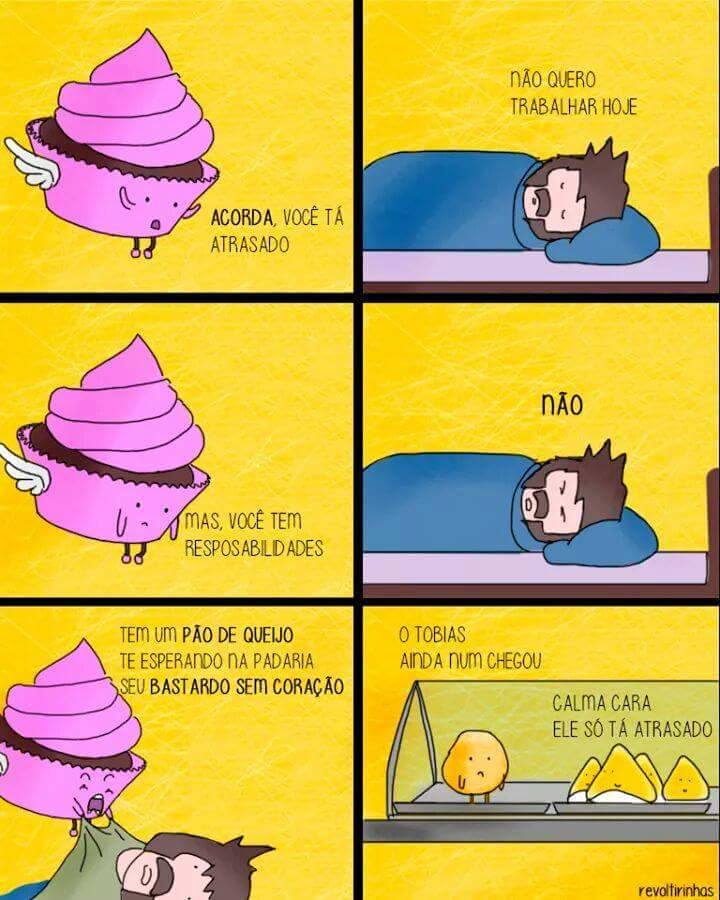 ACORDA, VOCÊ TÁ
ATRASADO
NÃO QUERO
TRABALHAR HOJE
MAS, VOCÊ TEM
RESPOSABILIDADES
NÃO
TEM UM PÃO DE QUEIJO
TE ESPERANDO NA PADARIA
SEU BASTARDO SEM CORAÇÃO
O TOBIAS
AINDA NUM CHEGOU
CALMA CARA
ELE SÓ TÁ ATRASADO
revoltirinhas